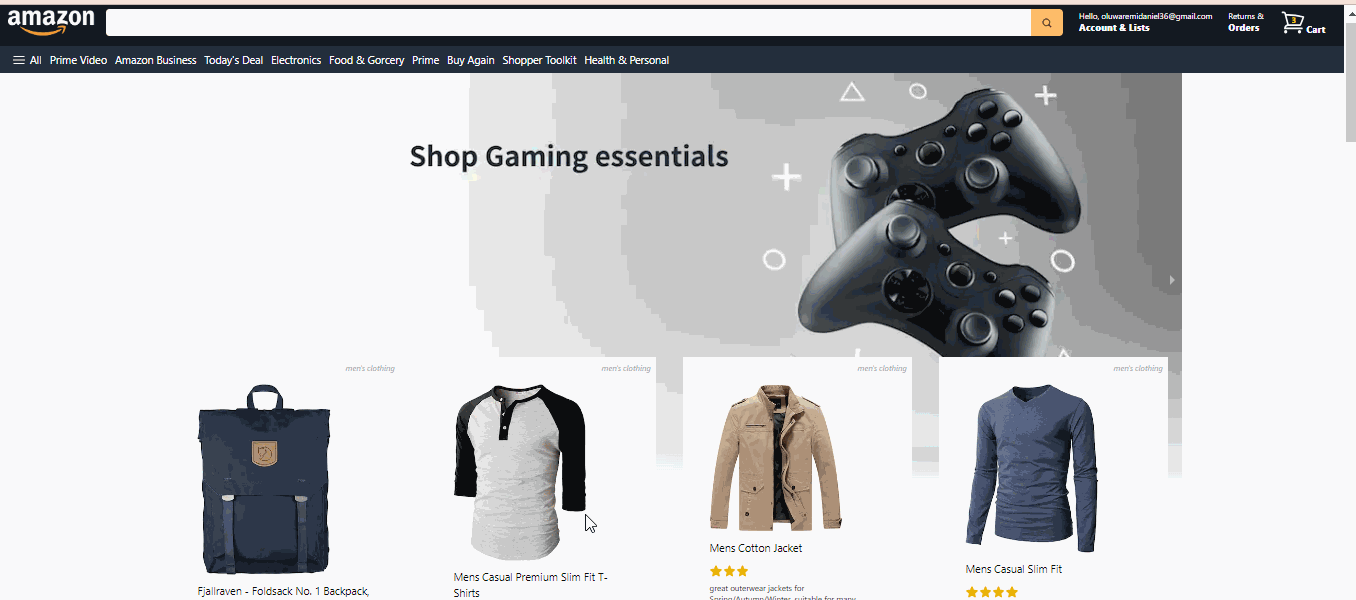 amazon
Hello, oluwaremidaniel36@gmail.com
Account & Lists
Returns &
Orders
3
Cart
All Prime Video Amazon Business Today's Deal Electronics Food & Gorcery Prime Buy Again Shopper Toolkit Health & Personal
Shop Gaming essentials
men's clothing
men's clothing
men's clothing
men's clothing
Fjallraven - Foldsack No. 1 Backpack,
Mens Casual Premium Slim Fit T-
Shirts
Mens Cotton Jacket
great outerwear jackets for
Spring/Autumn/Winter, suitable for many
Mens Casual Slim Fit